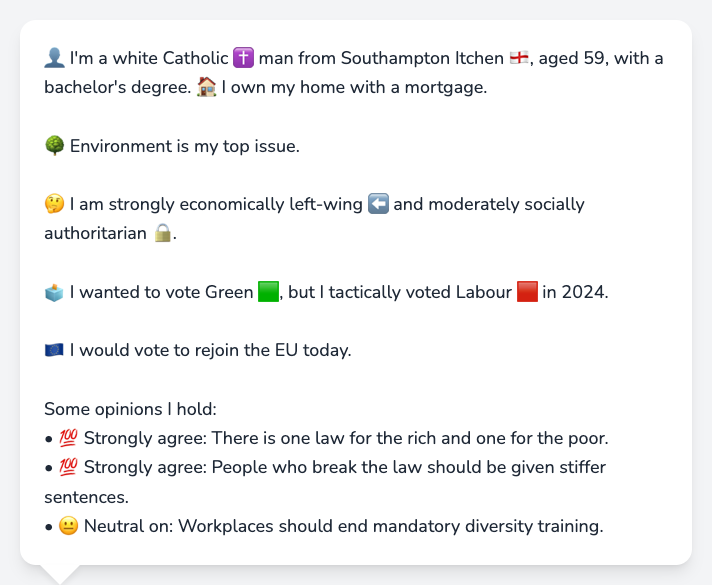 👤 I'm a white Catholic ✝️ man from Southampton Itchen 🏴󠁧󠁢󠁥󠁮󠁧󠁿, aged 59, with a
bachelor's degree. 🏠 I own my home with a mortgage.
🌳 Environment is my top issue.
🤔 I am strongly economically left-wing ⬅️ and moderately socially
authoritarian 🔒.
🗳️ I wanted to vote Green 🟩, but I tactically voted Labour 🟥 in 2024.
🇪🇺 I would vote to rejoin the EU today.
Some opinions I hold:
• 💯 Strongly agree: There is one law for the rich and one for the poor.
• 💯 Strongly agree: People who break the law should be given stiffer
sentences.
• 😐 Neutral on: Workplaces should end mandatory diversity training.